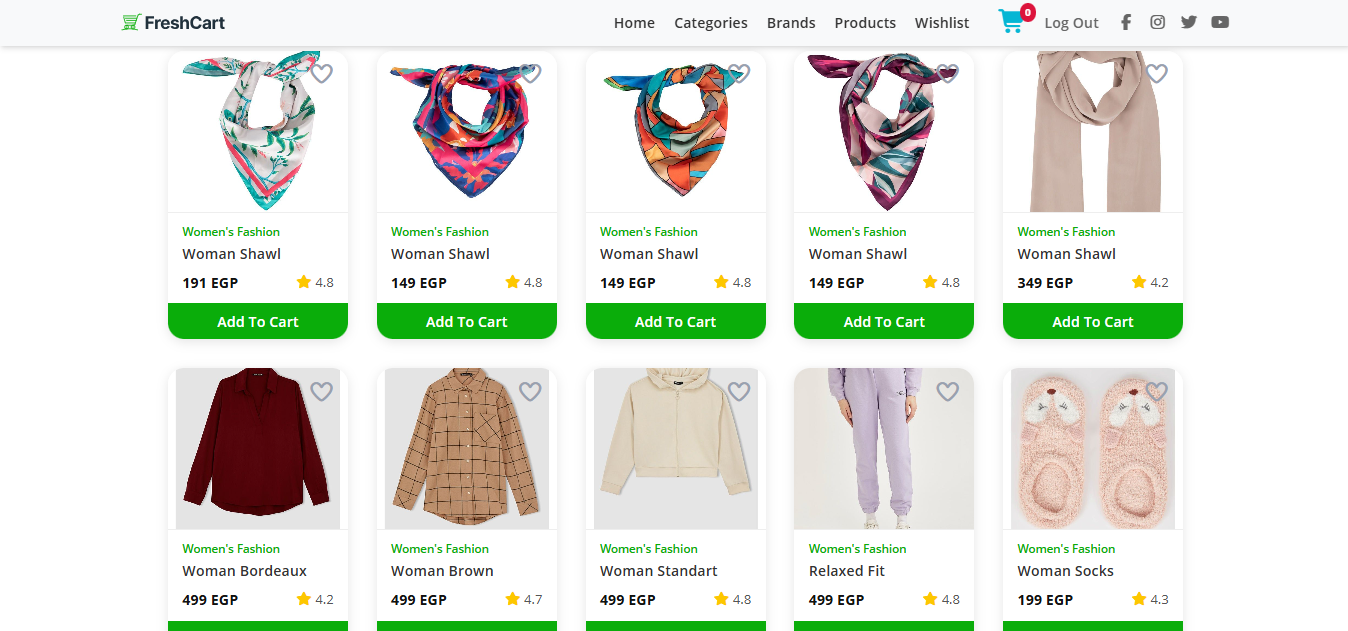 FreshCart
Home Categories Brands Products Wishlist 0 Log Out
Women's Fashion Women's Fashion Women's Fashion Women's Fashion Women's Fashion
Woman Shawl Woman Shawl Woman Shawl Woman Shawl Woman Shawl
191 EGP 4.8 149 EGP 4.8 149 EGP 4.8 149 EGP 4.8 349 EGP 4.2
Add To Cart Add To Cart Add To Cart Add To Cart Add To Cart
Women's Fashion Women's Fashion Women's Fashion Women's Fashion Women's Fashion
Woman Bordeaux Woman Brown Woman Standart Relaxed Fit Woman Socks
499 EGP 4.2 499 EGP 4.7 499 EGP 4.8 499 EGP 4.8 199 EGP 4.3